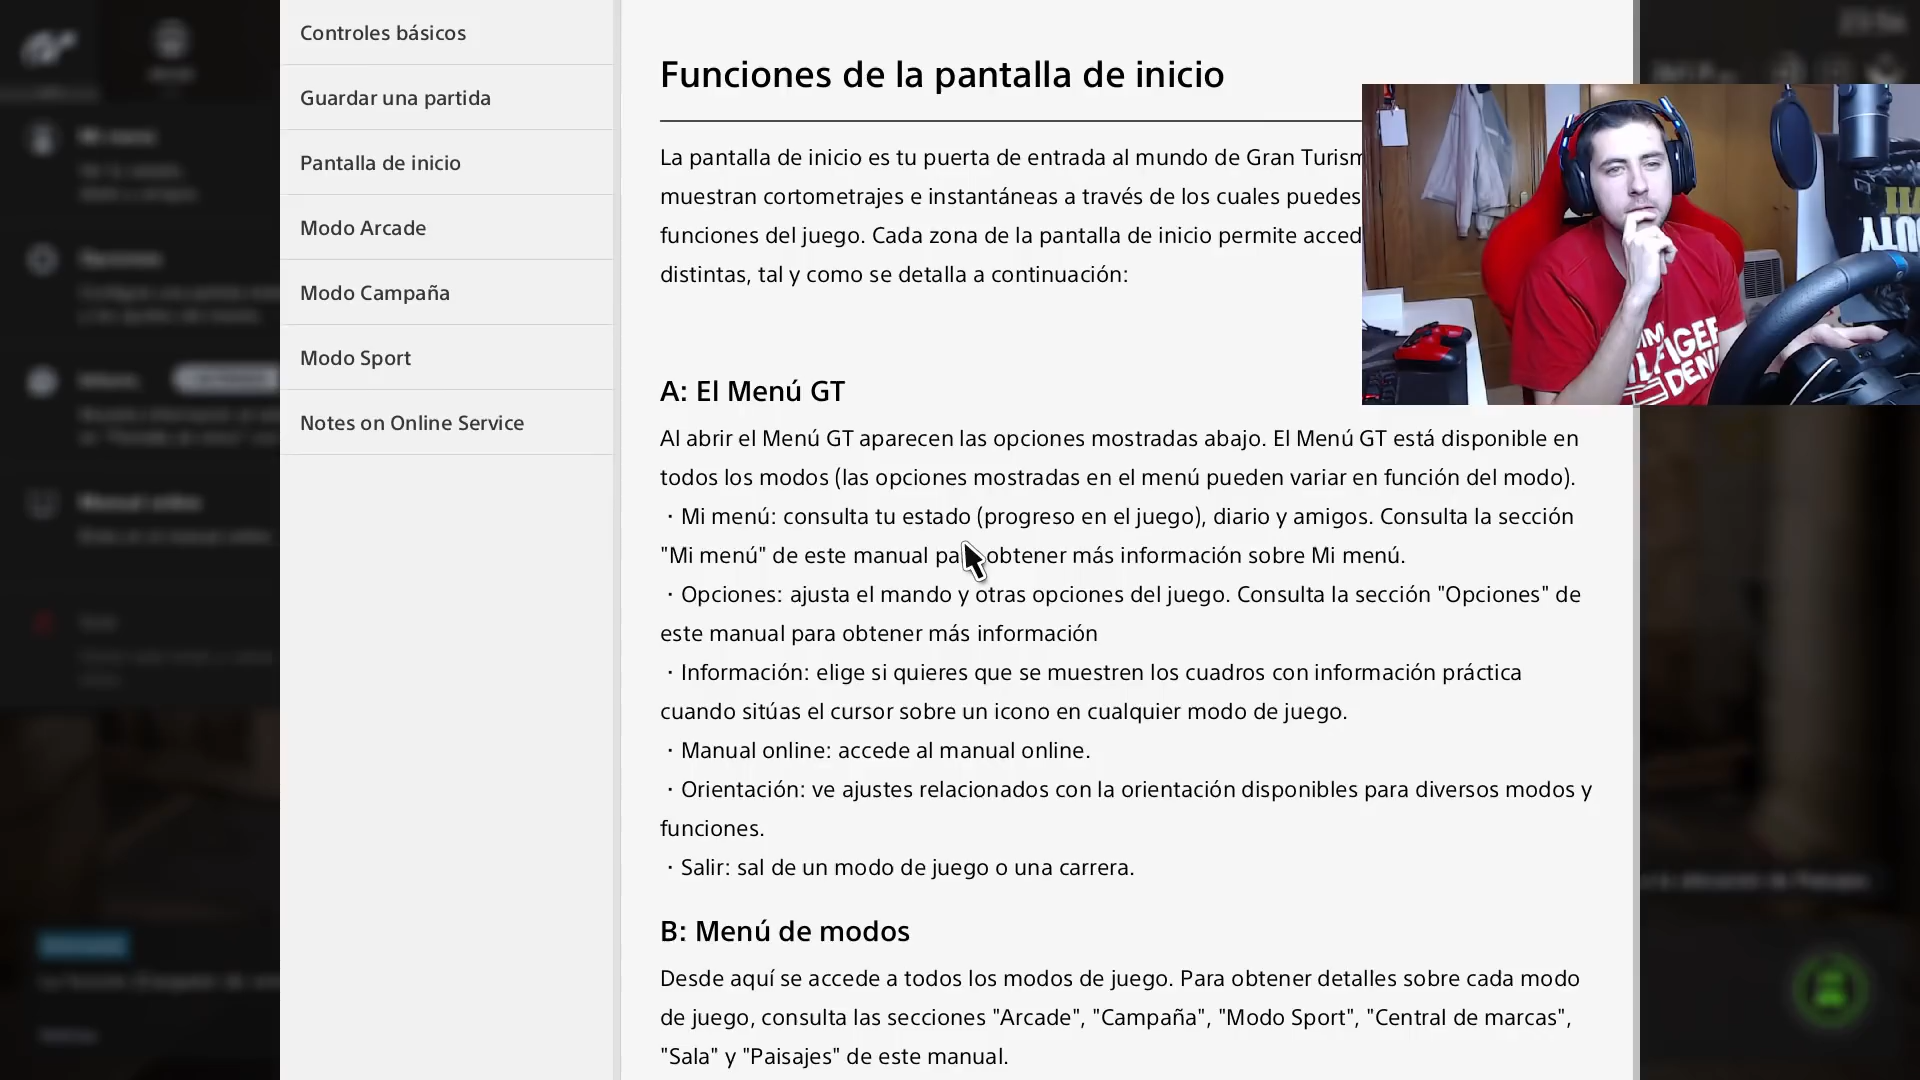 Controles básicos
Guardar una partida
Pantalla de inicio
Modo Arcade
Modo Campaña
Modo Sport
Notes on Online Service
Funciones de la pantalla de inicio
La pantalla de inicio es tu puerta de entrada al mundo de Gran
muestran cortometrajes e instantáneas a través de los cuales puedes
funciones del juego. Cada zona de la pantalla de inicio permite
distintas, tal y como se detalla a continuación:
A: El Menú GT
Al abrir el Menú GT aparecen las opciones mostradas abajo. El Menú GT está disponible en
todos los modos (las opciones mostradas en el menú pueden variar en función del modo).
· Mi menú: consulta tu estado (progreso en el juego), diario y amigos. Consulta la sección
"Mi menú" de este manual para obtener más información sobre Mi menú.
· Opciones: ajusta el mando y otras opciones del juego. Consulta la sección "Opciones" de
este manual para obtener más información
· Información: elige si quieres que se muestren los cuadros con información práctica
cuando sitúas el cursor sobre un icono en cualquier modo de juego.
· Manual online: accede al manual online.
· Orientación: ve ajustes relacionados con la orientación disponibles para diversos modos y
funciones.
· Salir: sal de un modo de juego o una carrera.
B: Menú de modos
Desde aquí se accede a todos los modos de juego. Para obtener detalles sobre cada modo
de juego, consulta las secciones "Arcade", "Campaña", "Modo Sport", "Central de marcas",
"Sala" y "Paisajes" de este manual.